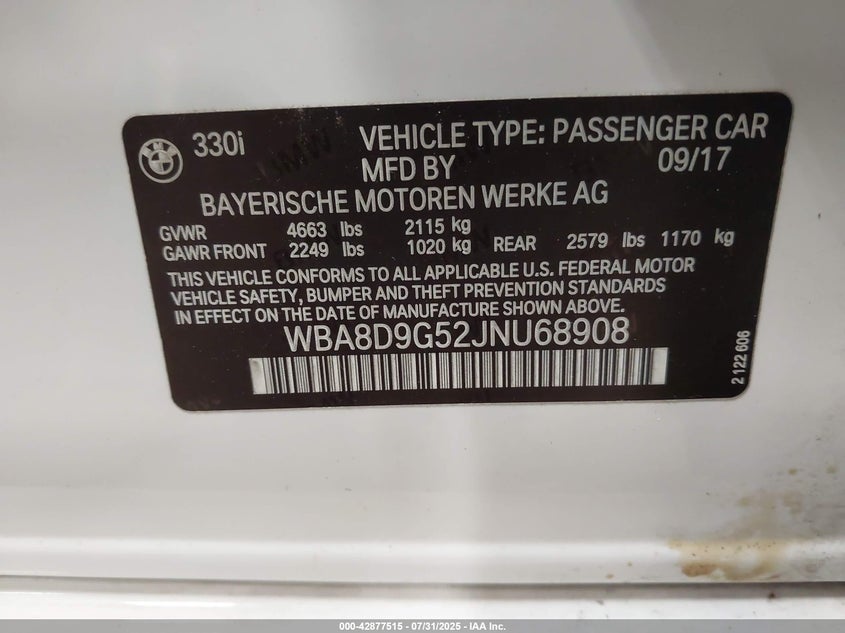 BMW 330i VEHICLE TYPE: PASSENGER CAR
MFD BY 09/17
BAYERISCHE MOTOREN WERKE AG
GVWR 4663 lbs 2115 kg
GAWR FRONT 2249 lbs 1020 kg REAR 2579 lbs 1170 kg
THIS VEHICLE CONFORMS TO ALL APPLICABLE U.S. FEDERAL MOTOR
VEHICLE SAFETY, BUMPER AND THEFT PREVENTION STANDARDS
IN EFFECT ON THE DATE OF MANUFACTURE SHOWN ABOVE.
WBA8D9G52JNU68908
2 122 606
000-42877515 - 07/31/2025 - IAA Inc.